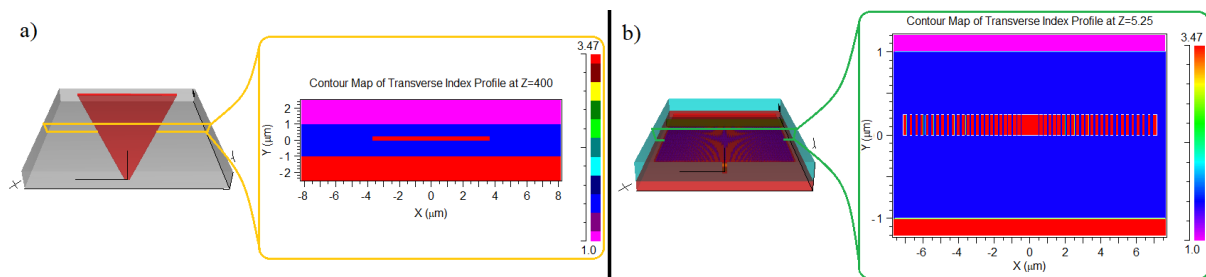 a)
X
Contour Map of Transverse Index Profile at Z=400
Y (μm)
2
1
0
-1
-2
-8 -6 -4 -2 0 2 4 6 8
X (μm)
3.47
1.0
b)
X
Contour Map of Transverse Index Profile at Z=5.25
Y (μm)
1
0
-1
-6 -4 -2 0 2 4 6
X (μm)
3.47
1.0